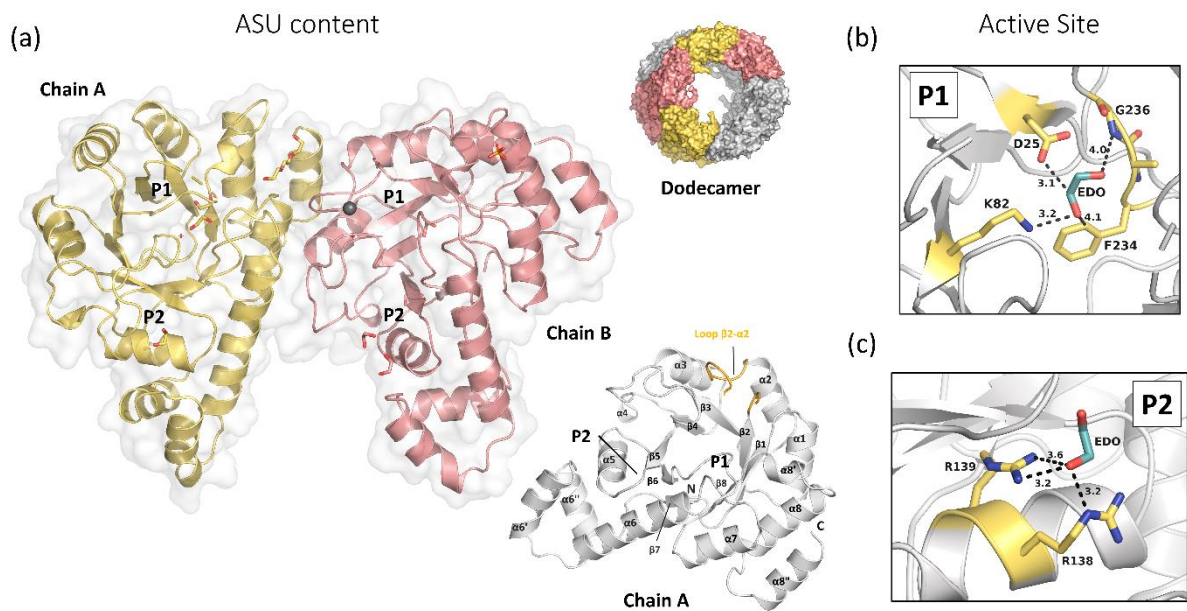 ASU content
Active Site
(a)
Chain A
P1
P2
P1
P2
Chain B
Dodecamer
Loop β2-α2
α3
α2
α4
β3
β4
β2
β1
α1
P2
α5
β5
β6
P1
N
β8
α8'
α6''
α6'
α6
α8
C
β7
α7
α8''
Chain A
(b)
P1
G236
D25
4.0
3.1
EDO
K82
3.2
4.1
F234
(c)
P2
EDO
R139
3.6
3.2
3.2
R138